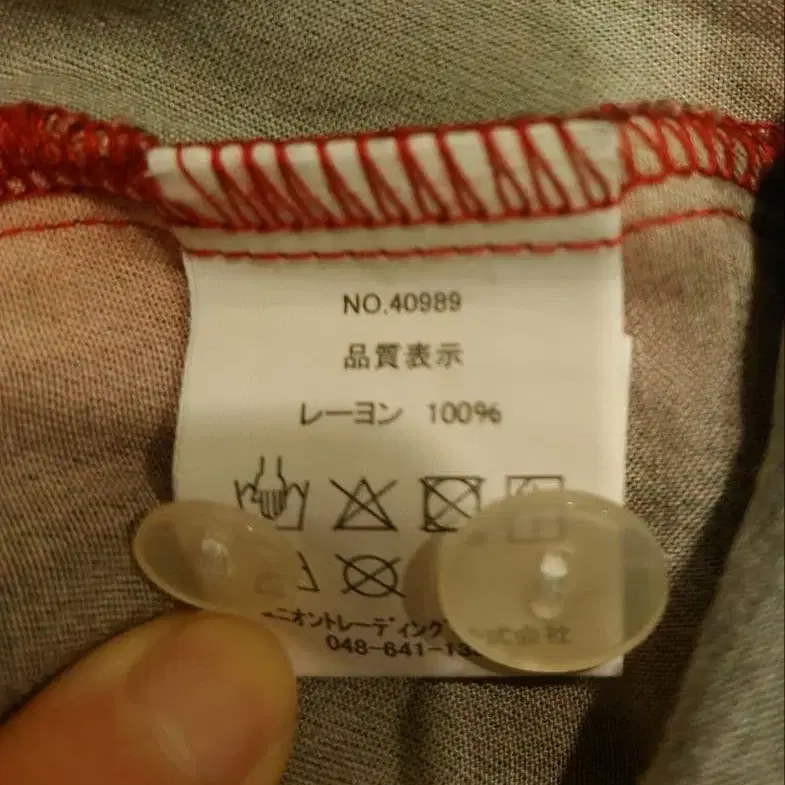 NO.40989
品質表示
レーヨン 100%
ニオントレーディング 式会社
048-641-13